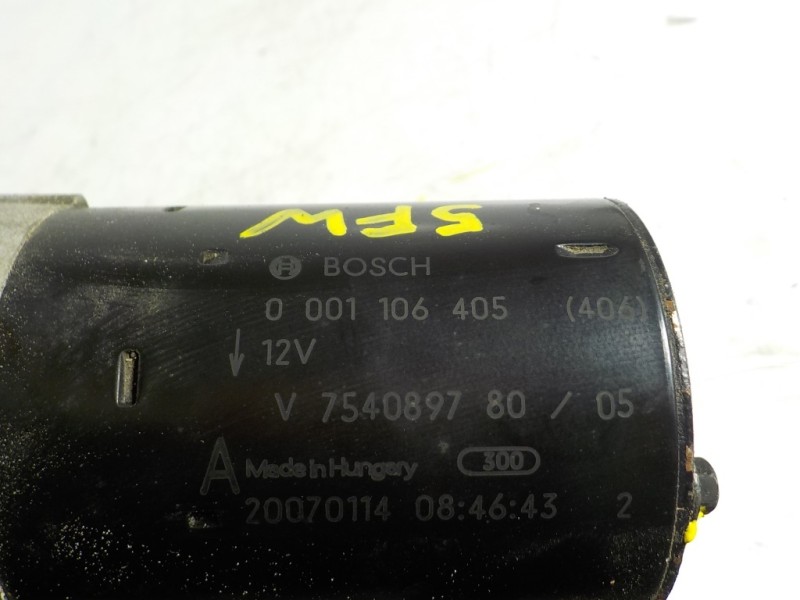 5FW
BOSCH
0 001 106 405 (406)
12V
V 7540897 80 / 05
A Made in Hungary 300
20070114 08:46:43 2